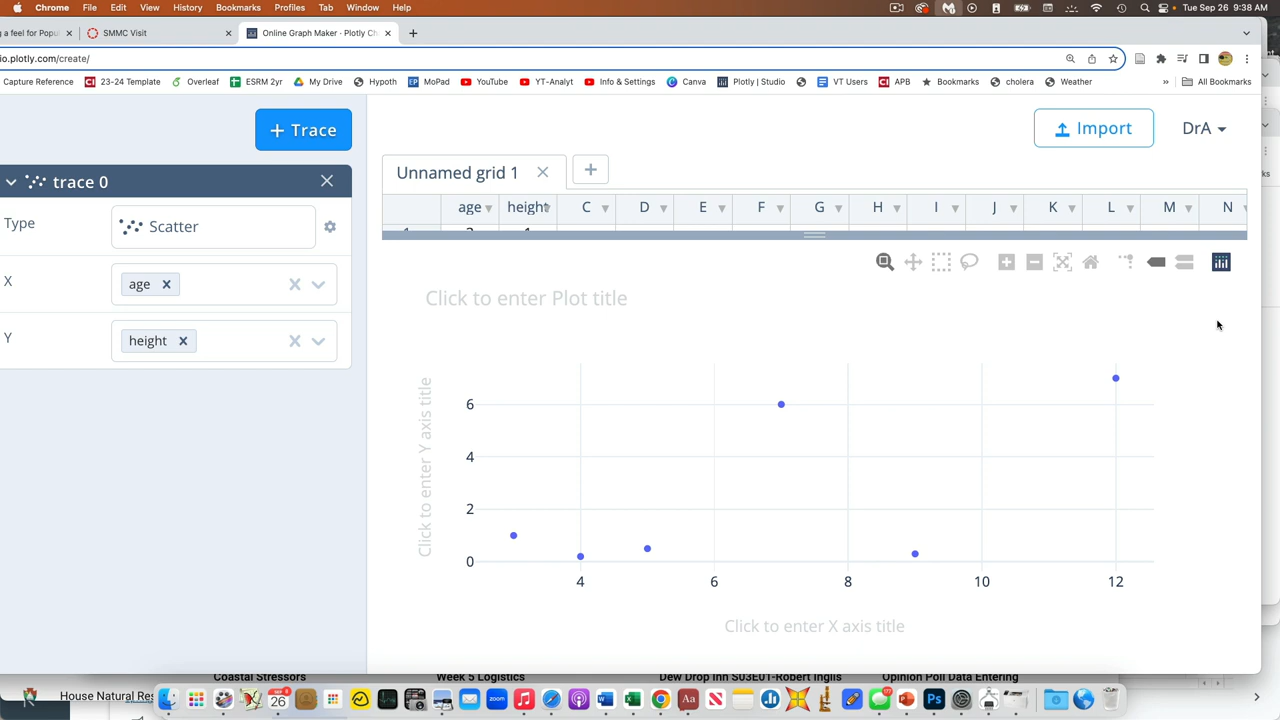 Chrome File Edit View History Bookmarks Profiles Tab Window Help Tue Sep 26 9:38 AM
g a feel for Popu × SMMC Visit × Online Graph Maker · Plotly Ch × +
io.plotly.com/create/
Capture Reference 23-24 Template Overleaf ESRM 2yr My Drive Hypoth MoPad YouTube YT-Analyt Info & Settings Canva Plotly | Studio VT Users APB Bookmarks cholera Weather » All Bookmarks
+ Trace
Import
DrA
trace 0
Type Scatter
X age
Y height
Unnamed grid 1
age height C D E F G H I J K L M N
Click to enter Plot title
Click to enter Y axis title
6
4
2
0
4 6 8 10 12
Click to enter X axis title
Coastal Stressors Week 5 Logistics Dew Drop Inn S03E01-Robert Inglis Opinion Poll Data Entering
House Natural Res